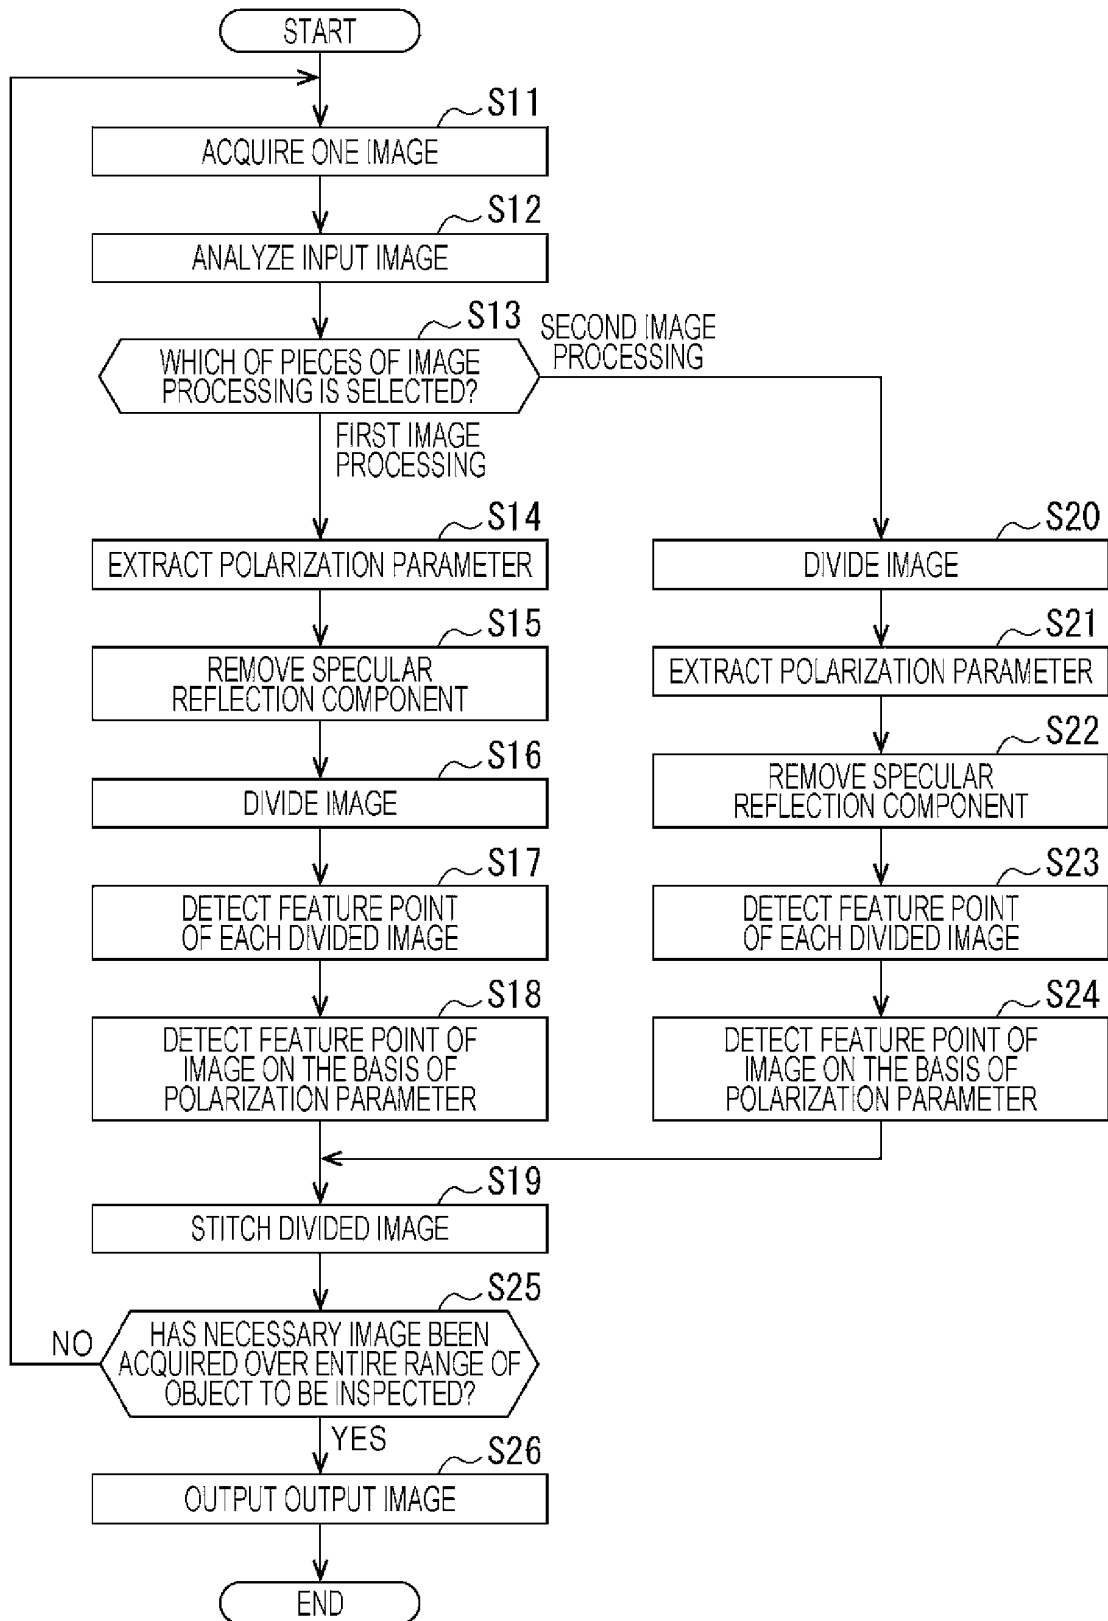 START
S11
ACQUIRE ONE IMAGE
S12
ANALYZE INPUT IMAGE
S13
WHICH OF PIECES OF IMAGE
PROCESSING IS SELECTED?
SECOND IMAGE
PROCESSING
FIRST IMAGE
PROCESSING
S14
EXTRACT POLARIZATION PARAMETER
S15
REMOVE SPECULAR
REFLECTION COMPONENT
S16
DIVIDE IMAGE
S17
DETECT FEATURE POINT
OF EACH DIVIDED IMAGE
S18
DETECT FEATURE POINT OF
IMAGE ON THE BASIS OF
POLARIZATION PARAMETER
S20
DIVIDE IMAGE
S21
EXTRACT POLARIZATION PARAMETER
S22
REMOVE SPECULAR
REFLECTION COMPONENT
S23
DETECT FEATURE POINT
OF EACH DIVIDED IMAGE
S24
DETECT FEATURE POINT OF
IMAGE ON THE BASIS OF
POLARIZATION PARAMETER
S19
STITCH DIVIDED IMAGE
S25
HAS NECESSARY IMAGE BEEN
ACQUIRED OVER ENTIRE RANGE OF
OBJECT TO BE INSPECTED?
NO
YES
S26
OUTPUT OUTPUT IMAGE
END